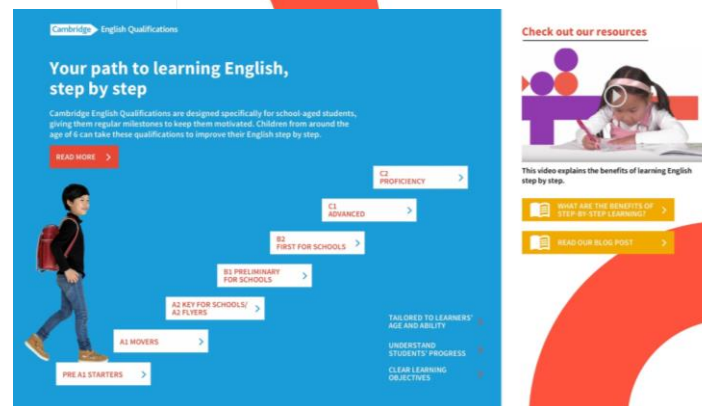 Cambridge English Qualifications
Your path to learning English,
step by step
Cambridge English Qualifications are designed specifically for school-aged students,
giving them regular milestones to keep them motivated. Children from around the
age of 6 can take these qualifications to improve their English step by step.
READ MORE
C2
PROFICIENCY
C1
ADVANCED
B2
FIRST FOR SCHOOLS
B1 PRELIMINARY
FOR SCHOOLS
A2 KEY FOR SCHOOLS/
A2 FLYERS
A1 MOVERS
PRE A1 STARTERS
TAILORED TO LEARNERS'
AGE AND ABILITY
UNDERSTAND
STUDENTS' PROGRESS
CLEAR LEARNING
OBJECTIVES
Check out our resources
This video explains the benefits of learning English
step by step.
WHAT ARE THE BENEFITS OF
STEP-BY-STEP LEARNING?
READ OUR BLOG POST